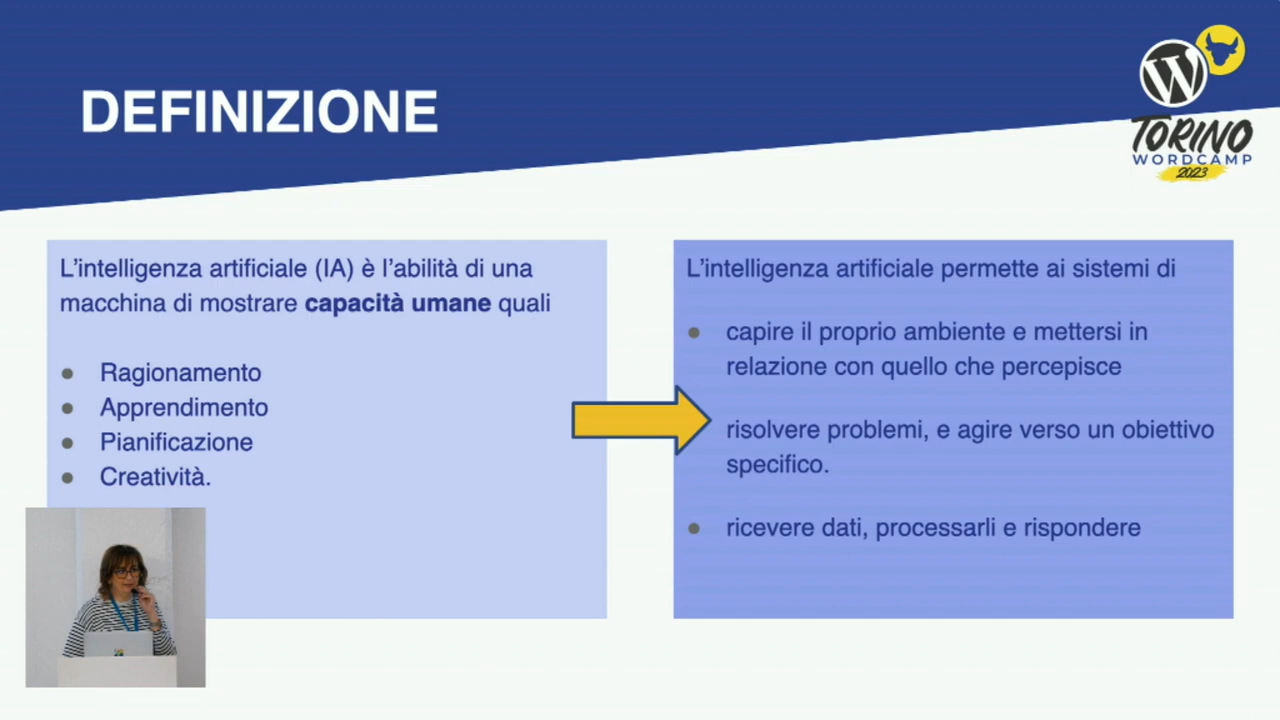 DEFINIZIONE
TORINO
WORDCAMP
2023
L'intelligenza artificiale (IA) è l'abilità di una
macchina di mostrare capacità umane quali
Ragionamento
Apprendimento
Pianificazione
Creatività.
L'intelligenza artificiale permette ai sistemi di
capire il proprio ambiente e mettersi in
relazione con quello che percepisce
risolvere problemi, e agire verso un obiettivo
specifico.
ricevere dati, processarli e rispondere